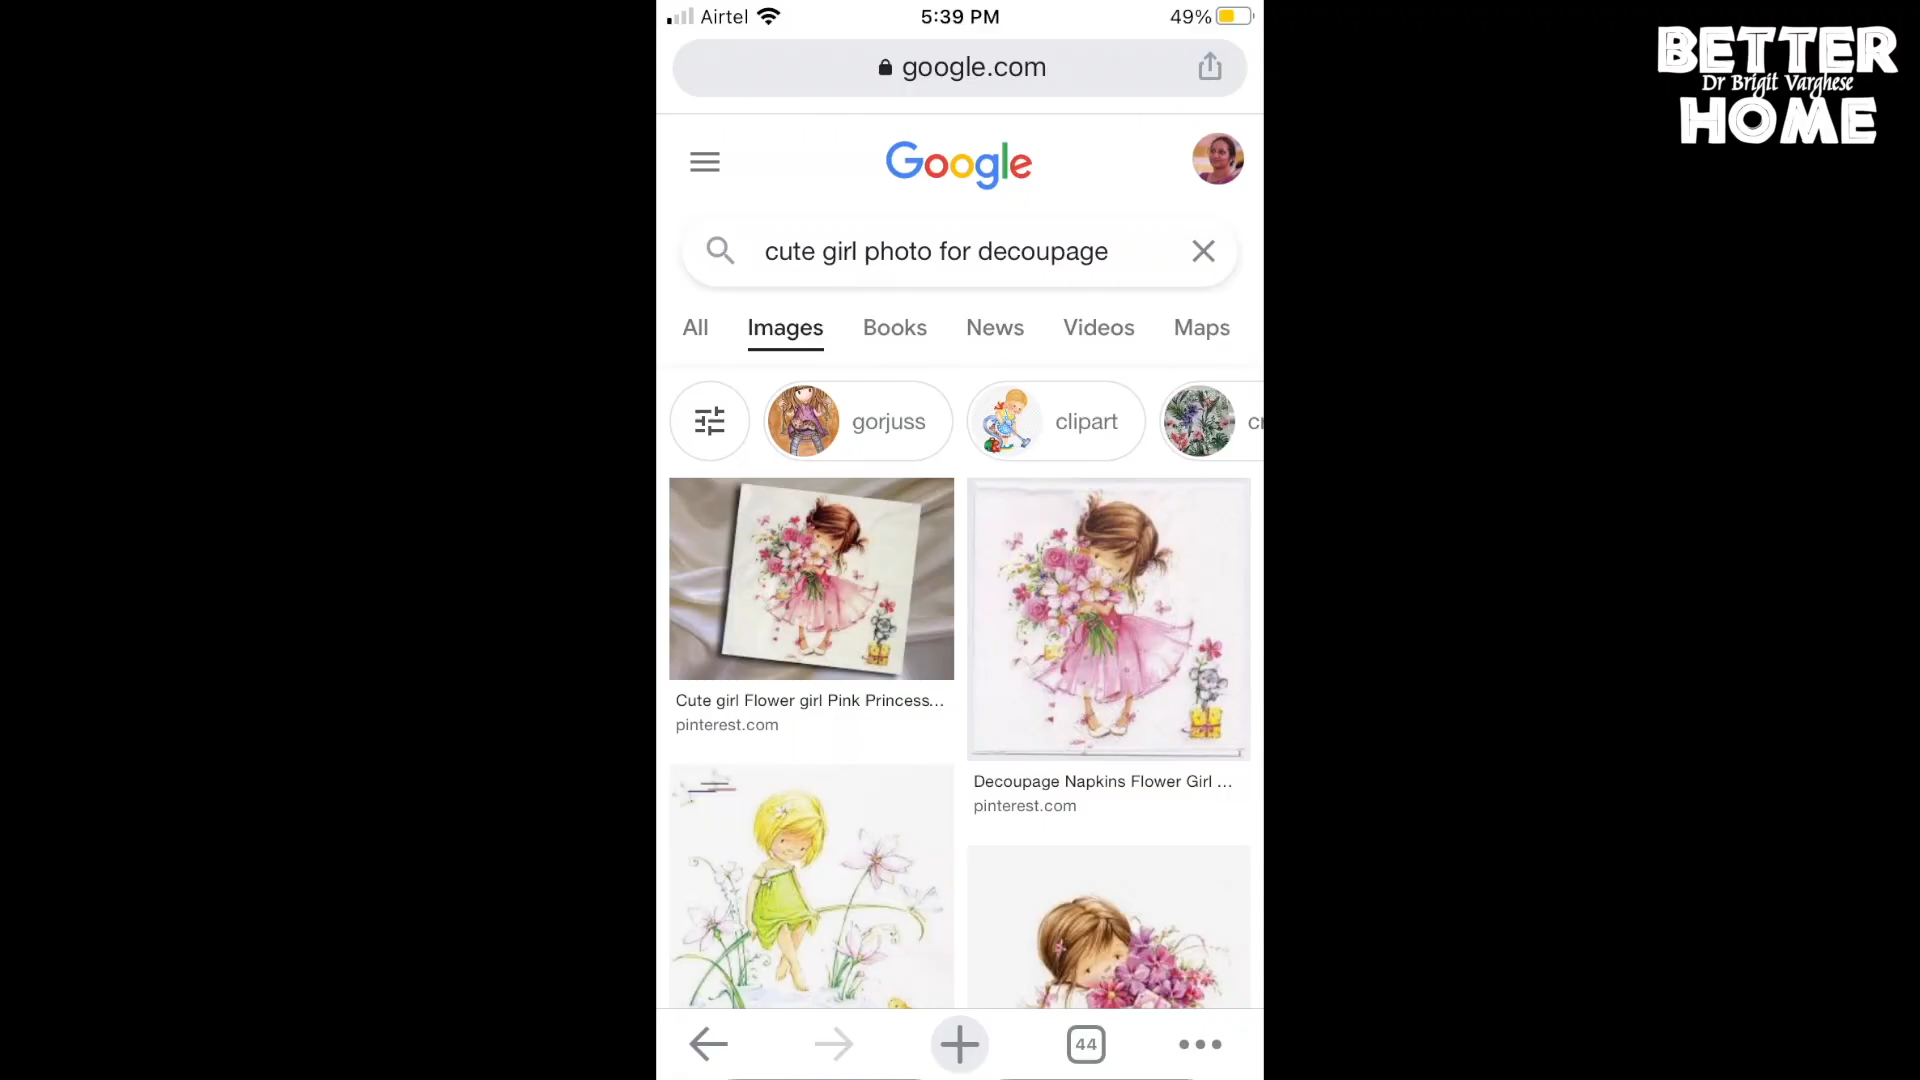 Airtel 5:39 PM 49%
google.com
Google
cute girl photo for decoupage
All Images Books News Videos Maps
gorjuss clipart
Cute girl Flower girl Pink Princess...
pinterest.com
Decoupage Napkins Flower Girl ...
pinterest.com
44
BETTER
Dr Brigit Varghese
HOME